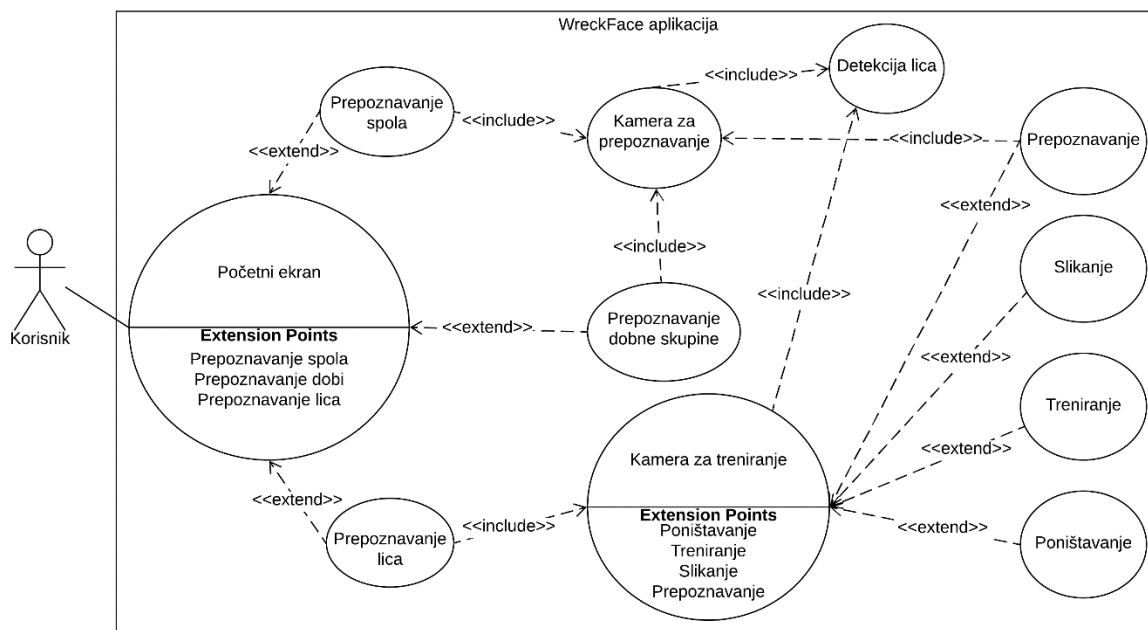 WreckFace aplikacija
Detekcija lica
<<include>>
Prepoznavanje
spola
<<include>>
Kamera za
prepoznavanje
<<include>>
Prepoznavanje
<<extend>>
<<extend>>
Početni ekran
<<include>>
Slikanje
<<include>>
Korisnik
Extension Points
Prepoznavanje spola
Prepoznavanje dobi
Prepoznavanje lica
<<extend>>
Prepoznavanje
dobne skupine
<<extend>>
Treniranje
<<extend>>
Kamera za treniranje
<<extend>>
Prepoznavanje
lica
<<include>>
Extension Points
Poništavanje
Treniranje
Slikanje
Prepoznavanje
<<extend>>
Poništavanje